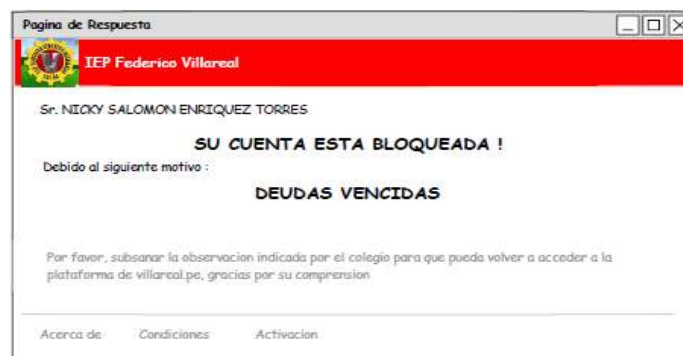 Pagina de Respuesta
IEP Federico Villareal
Sr. NICKY SALOMON ENRIQUEZ TORRES
SU CUENTA ESTA BLOQUEADA !
Debido al siguiente motivo :
DEUDAS VENCIDAS
Por favor, subsanar la observacion indicada por el colegio para que pueda volver a acceder a la
plataforma de villareal.pe, gracias por su comprension
Acerca de Condiciones Activacion